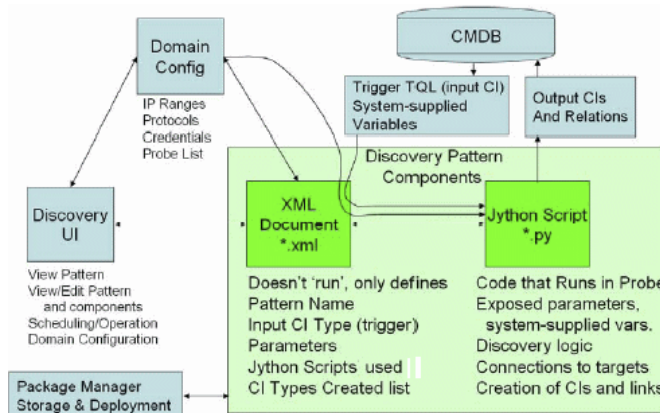 CMDB
Domain
Config
IP Ranges
Protocols
Credentials
Probe List
Trigger TQL (input CI)
System-supplied
Variables
Output CIs
And Relations
Discovery Pattern
Components
Discovery
UI
XML
Document
*.xml
Jython Script
*.py
View Pattern
View/Edit Pattern
and components
Scheduling/Operation
Domain Configuration
Doesn't 'run', only defines
Pattern Name
Input CI Type (trigger)
Parameters
Jython Scripts used
CI Types Created list
Code that Runs in Probe
Exposed parameters,
system-supplied vars.
Discovery logic
Connections to targets
Creation of CIs and links
Package Manager
Storage & Deployment